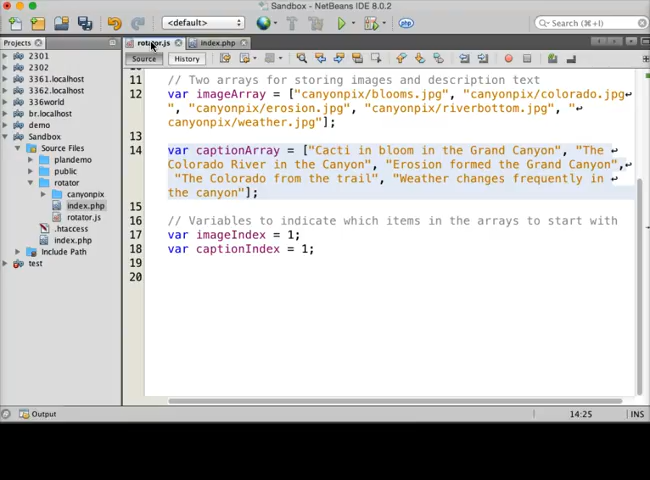 Sandbox - NetBeans IDE 8.0.2
<default>
php
Search (⌘+I)
Projects
rotator.js
index.php
Source
History
2301
2302
3361.localhost
3362.localhost
336world
br.localhost
demo
Sandbox
Source Files
plandemo
public
rotator
canyonpix
index.php
rotator.js
.htaccess
index.php
Include Path
test
11 // Two arrays for storing images and description text
12 var imageArray = ["canyonpix/blooms.jpg", "canyonpix/colorado.jpg
", "canyonpix/erosion.jpg", "canyonpix/riverbottom.jpg", "
canyonpix/weather.jpg"];
13
14 var captionArray = ["Cacti in bloom in the Grand Canyon", "The
Colorado River in the Canyon", "Erosion formed the Grand Canyon",
"The Colorado from the trail", "Weather changes frequently in
the canyon"];
15
16 // Variables to indicate which items in the arrays to start with
17 var imageIndex = 1;
18 var captionIndex = 1;
19
20
Output
14:25
INS